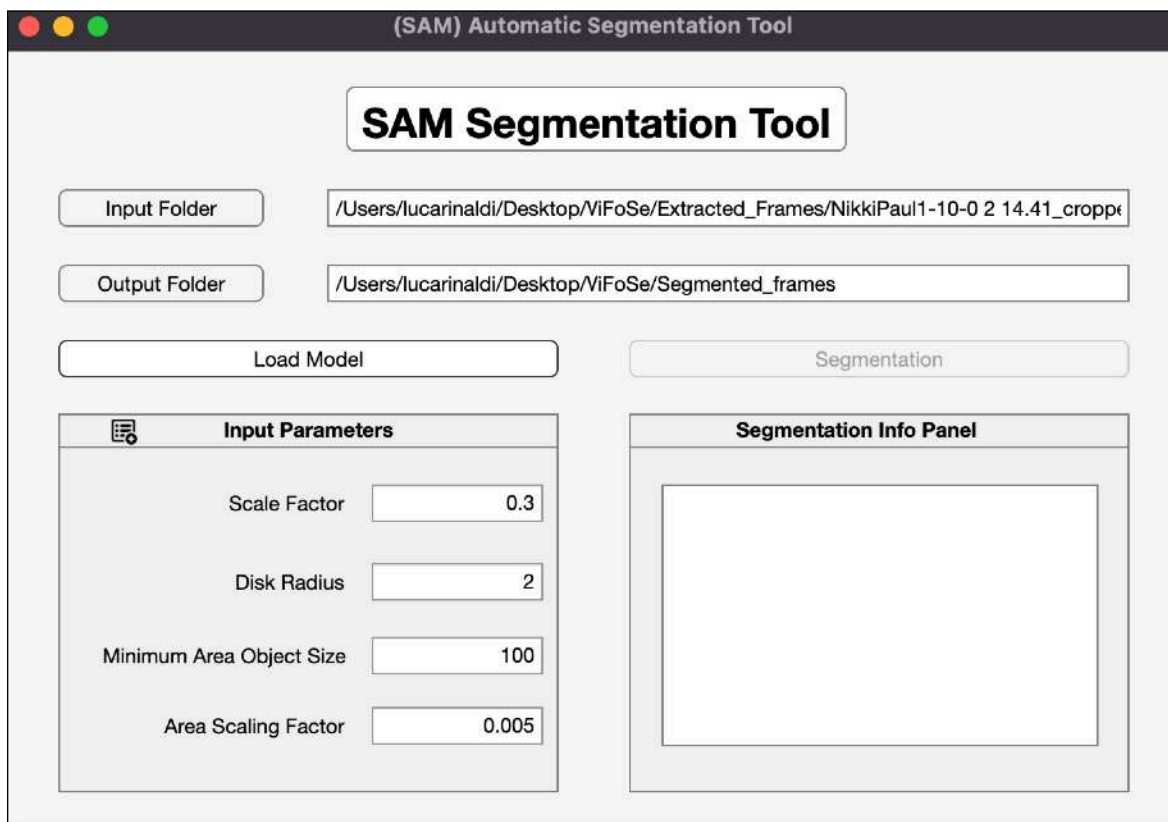 (SAM) Automatic Segmentation Tool
SAM Segmentation Tool
Input Folder /Users/lucarinaldi/Desktop/ViFoSe/Extracted_Frames/NikkiPaul1-10-0 2 14.41_croppe
Output Folder /Users/lucarinaldi/Desktop/ViFoSe/Segmented_frames
Load Model Segmentation
Input Parameters Segmentation Info Panel
Scale Factor 0.3
Disk Radius 2
Minimum Area Object Size 100
Area Scaling Factor 0.005